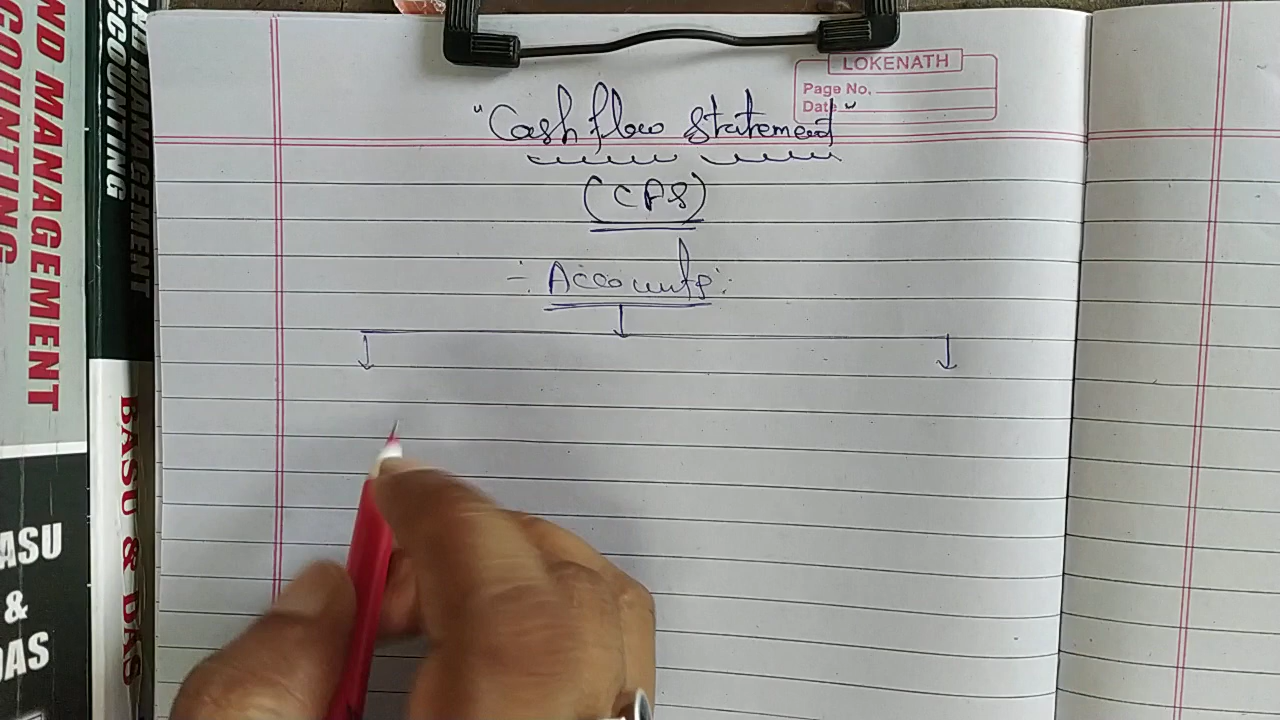 ND MANAGEMENT
COUNTING
ASU
&
DAS
MANAGEMENT
ACCOUNTING
BASU & DAS
LOKENATH
Page No.
Date
"Cash flow statement"
(CFS)
-: Accounts: